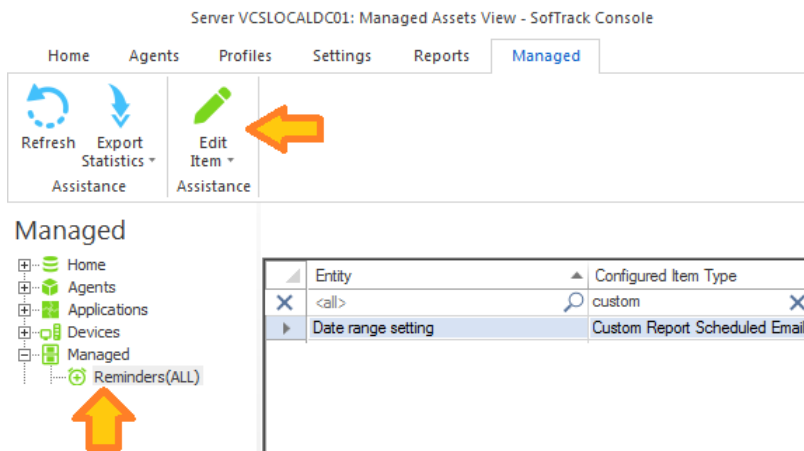 Server VCSLOCALDC01: Managed Assets View - SofTrack Console
Home Agents Profiles Settings Reports Managed
Refresh Export Statistics Edit Item
Assistance Assistance
Managed
Home
Agents
Applications
Devices
Managed
Reminders(ALL)
Entity Configured Item Type
<all> custom
Date range setting Custom Report Scheduled Email